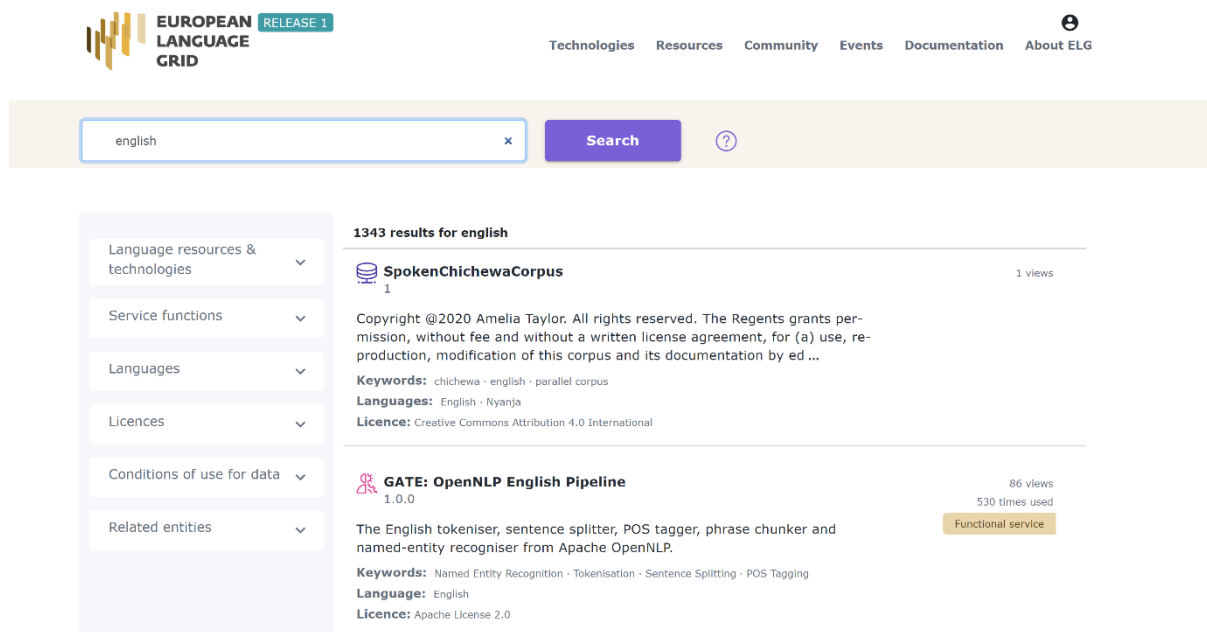 EUROPEAN RELEASE 1
LANGUAGE
GRID
Technologies Resources Community Events Documentation About ELG
english ×
Search
?
Language resources &
technologies
Service functions
Languages
Licences
Conditions of use for data
Related entities
1343 results for english
SpokenChichewaCorpus
1 views
1
Copyright @2020 Amelia Taylor. All rights reserved. The Regents grants per-
mission, without fee and without a written license agreement, for (a) use, re-
production, modification of this corpus and its documentation by ed ...
Keywords: chichewa · english · parallel corpus
Languages: English · Nyanja
Licence: Creative Commons Attribution 4.0 International
GATE: OpenNLP English Pipeline
86 views
1.0.0
530 times used
Functional service
The English tokeniser, sentence splitter, POS tagger, phrase chunker and
named-entity recogniser from Apache OpenNLP.
Keywords: Named Entity Recognition · Tokenisation · Sentence Splitting · POS Tagging
Language: English
Licence: Apache License 2.0